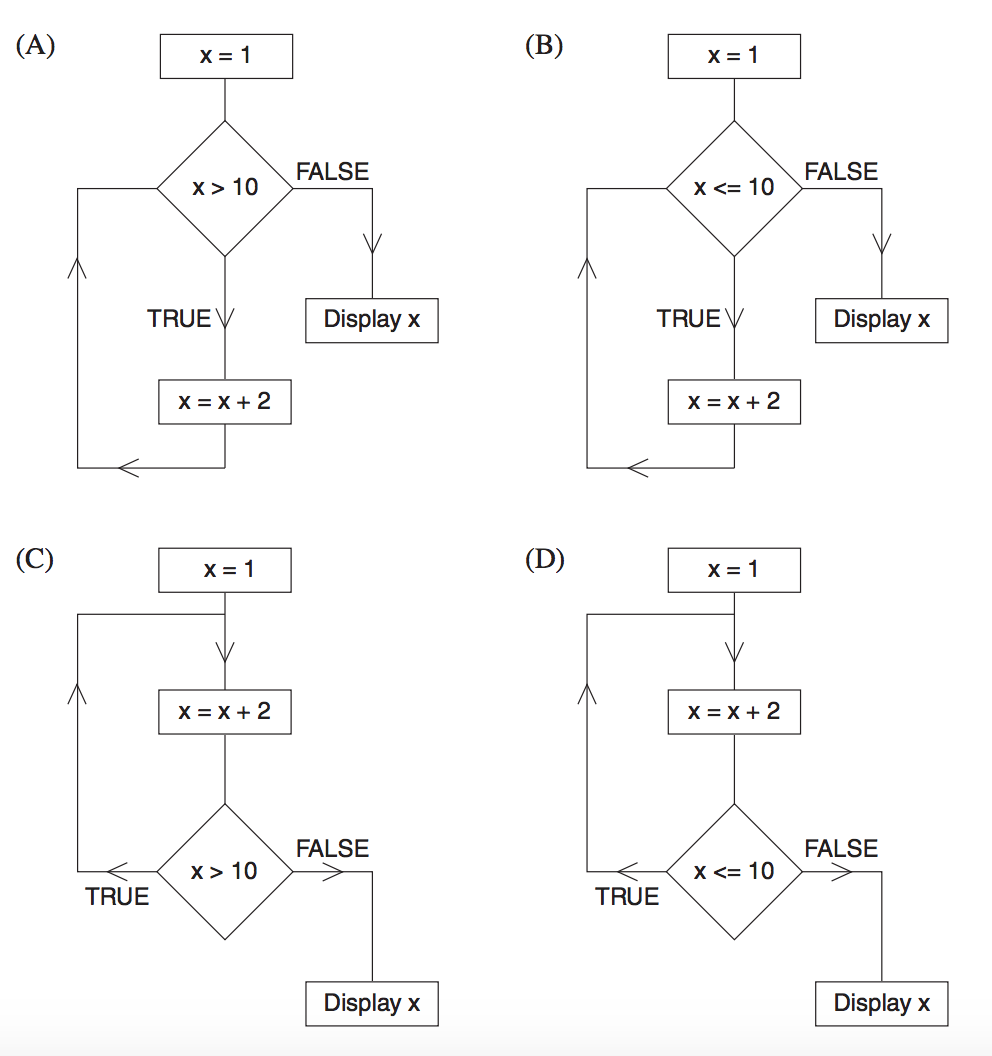 (A)
x = 1
x > 10
FALSE
TRUE
Display x
x = x + 2
(B)
x = 1
x <= 10
FALSE
TRUE
Display x
x = x + 2
(C)
x = 1
x = x + 2
x > 10
FALSE
TRUE
Display x
(D)
x = 1
x = x + 2
x <= 10
FALSE
TRUE
Display x